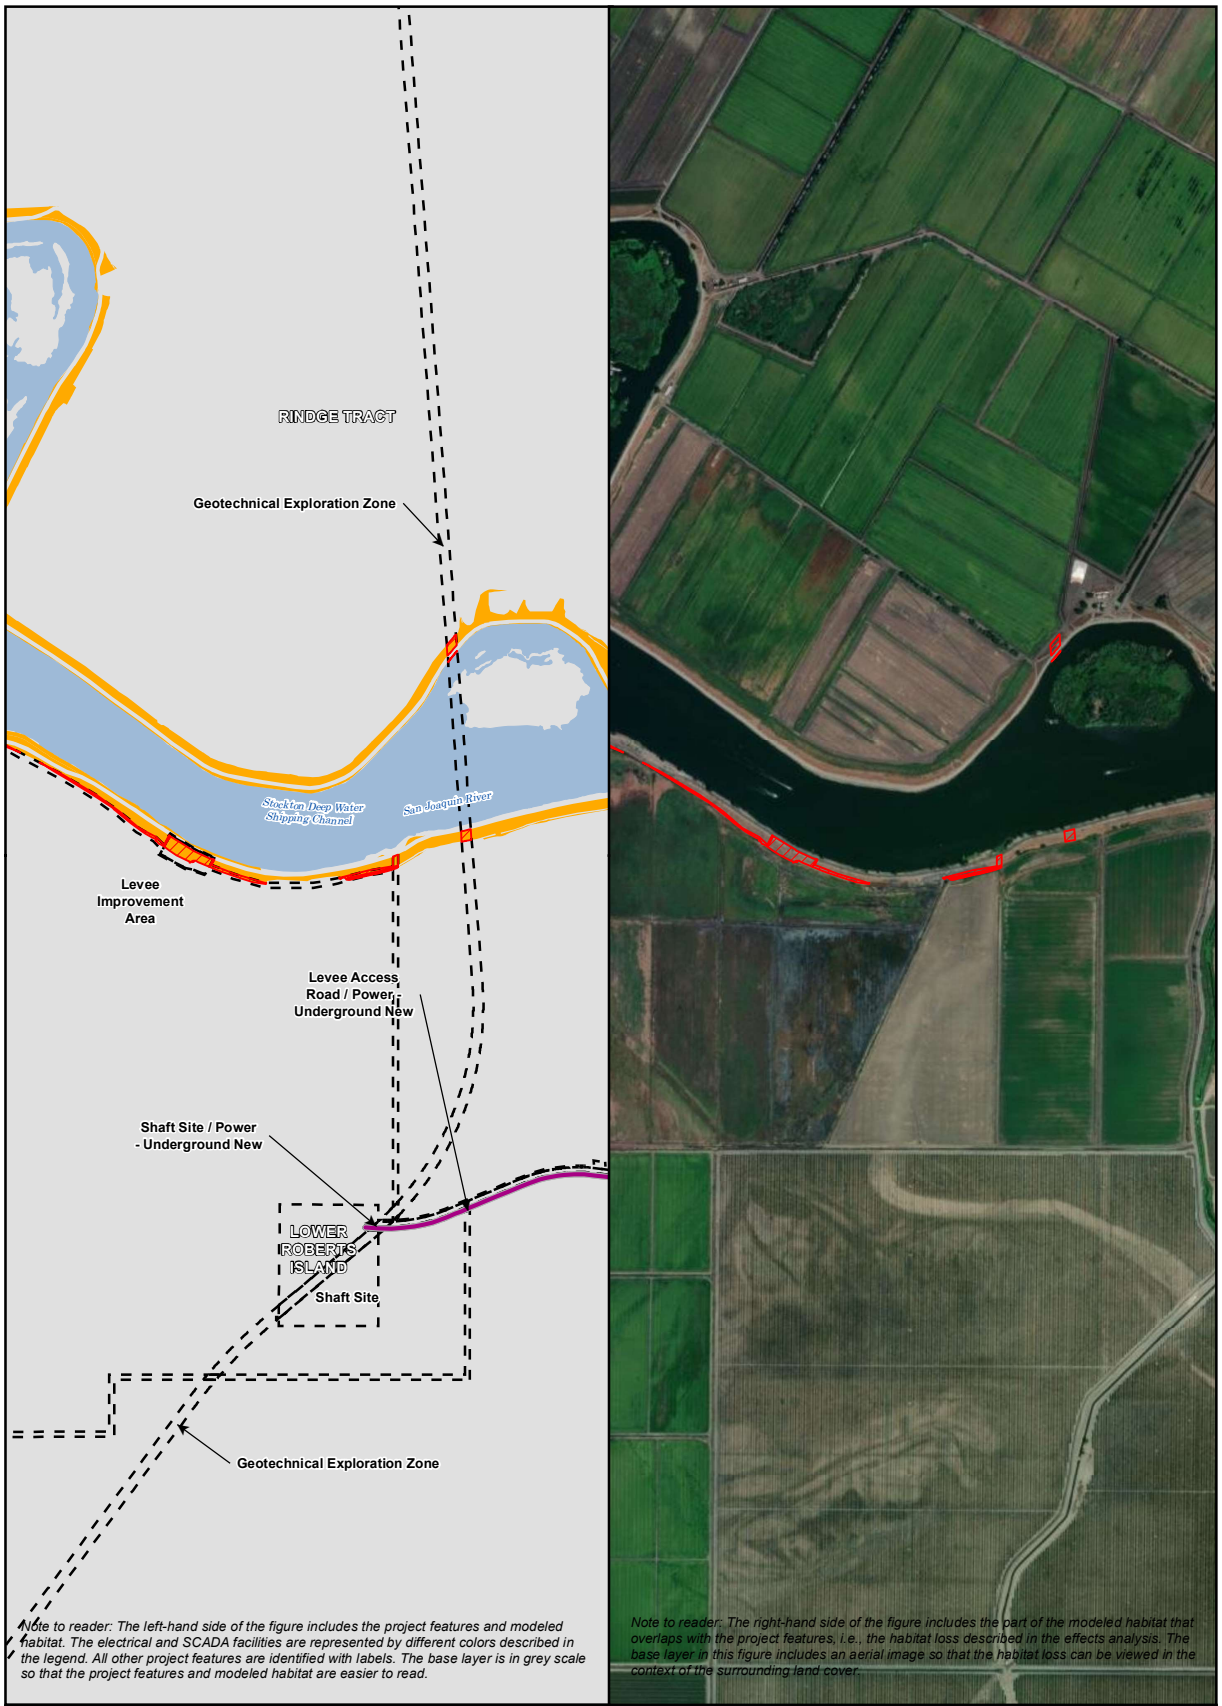 RINDGE TRACT
Geotechnical Exploration Zone
Stockton Deep Water
Shipping Channel
San Joaquin River
Levee
Improvement
Area
Levee Access
Road / Power -
Underground New
Shaft Site / Power
- Underground New
LOWER
ROBERTS
ISLAND
Shaft Site
Geotechnical Exploration Zone
Note to reader: The left-hand side of the figure includes the project features and modeled
habitat. The electrical and SCADA facilities are represented by different colors described in
the legend. All other project features are identified with labels. The base layer is in grey scale
so that the project features and modeled habitat are easier to read.
Note to reader: The right-hand side of the figure includes the part of the modeled habitat that
overlaps with the project features, i.e., the habitat loss described in the effects analysis. The
base layer in this figure includes an aerial image so that the habitat loss can be viewed in the
context of the surrounding land cover.